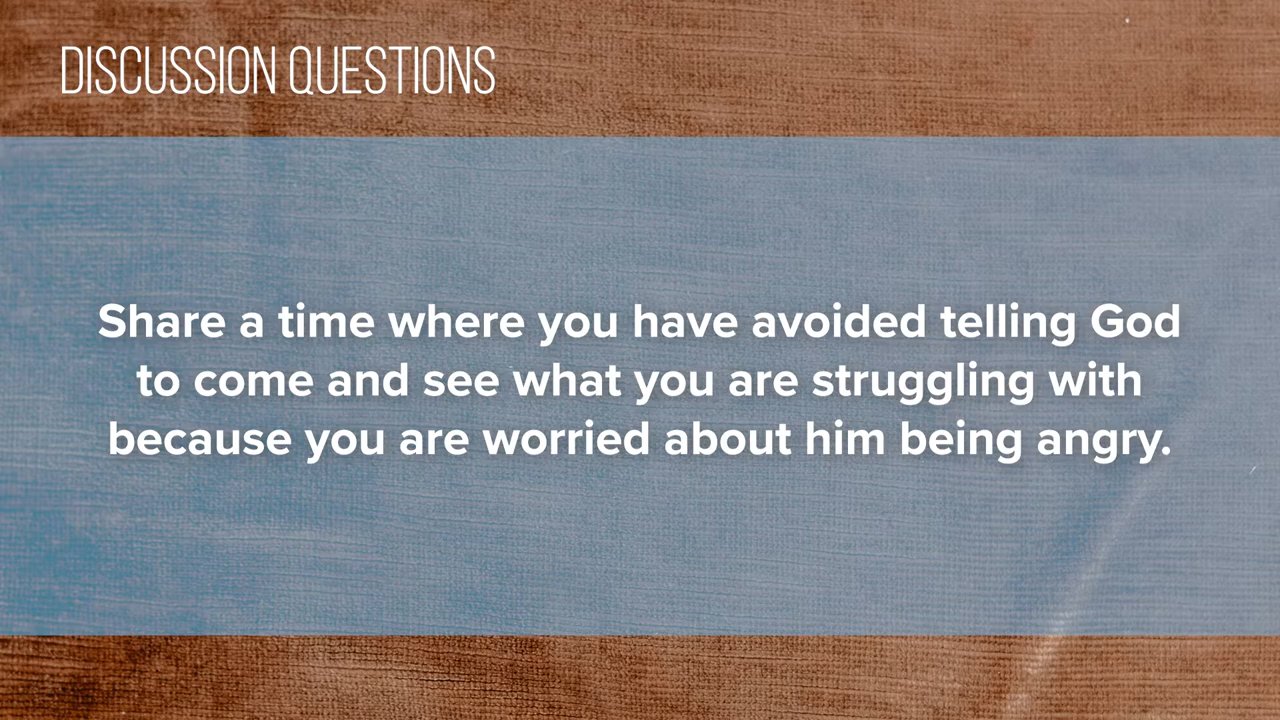 DISCUSSION QUESTIONS
Share a time where you have avoided telling God
to come and see what you are struggling with
because you are worried about him being angry.